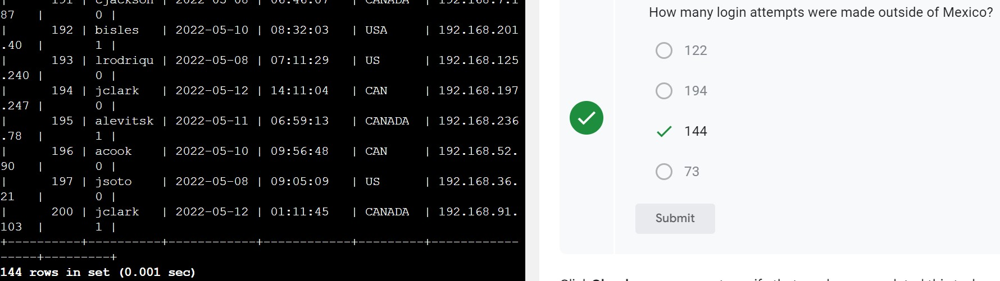 |      191 | cjackson | 2022-05-08 | 06:46:07   | CANADA  | 192.168.7.1
87   |       0 |
|      192 | bisles   | 2022-05-10 | 08:32:03   | USA     | 192.168.201
.40  |       1 |
|      193 | lrodriqu | 2022-05-08 | 07:11:29   | US      | 192.168.125
.240 |       0 |
|      194 | jclark   | 2022-05-12 | 14:11:04   | CAN     | 192.168.197
.247 |       0 |
|      195 | alevitsk | 2022-05-11 | 06:59:13   | CANADA  | 192.168.236
.78  |       1 |
|      196 | acook    | 2022-05-10 | 09:56:48   | CAN     | 192.168.52.
90   |       0 |
|      197 | jsoto    | 2022-05-08 | 09:05:09   | US      | 192.168.36.
21   |       0 |
|      200 | jclark   | 2022-05-12 | 01:11:45   | CANADA  | 192.168.91.
103  |       1 |
+----------+----------+------------+------------+---------+------------
-----+---------+
144 rows in set (0.001 sec)
How many login attempts were made outside of Mexico?
122
194
144
73
Submit